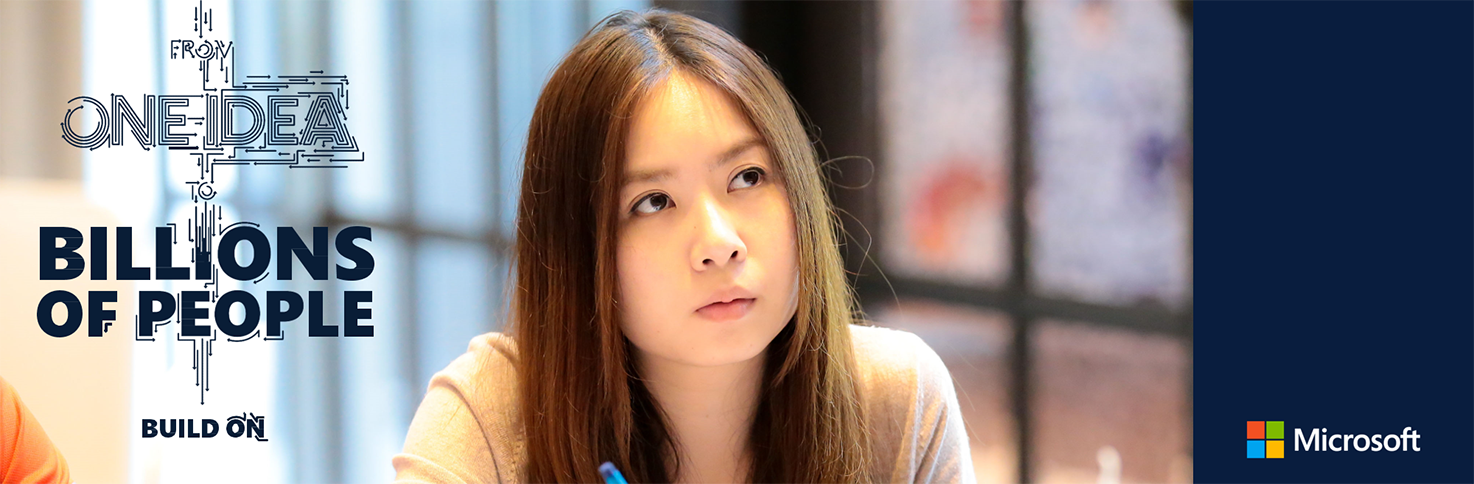 FROM
ONE IDEA
TO
BILLIONS
OF PEOPLE
BUILD ON
Microsoft